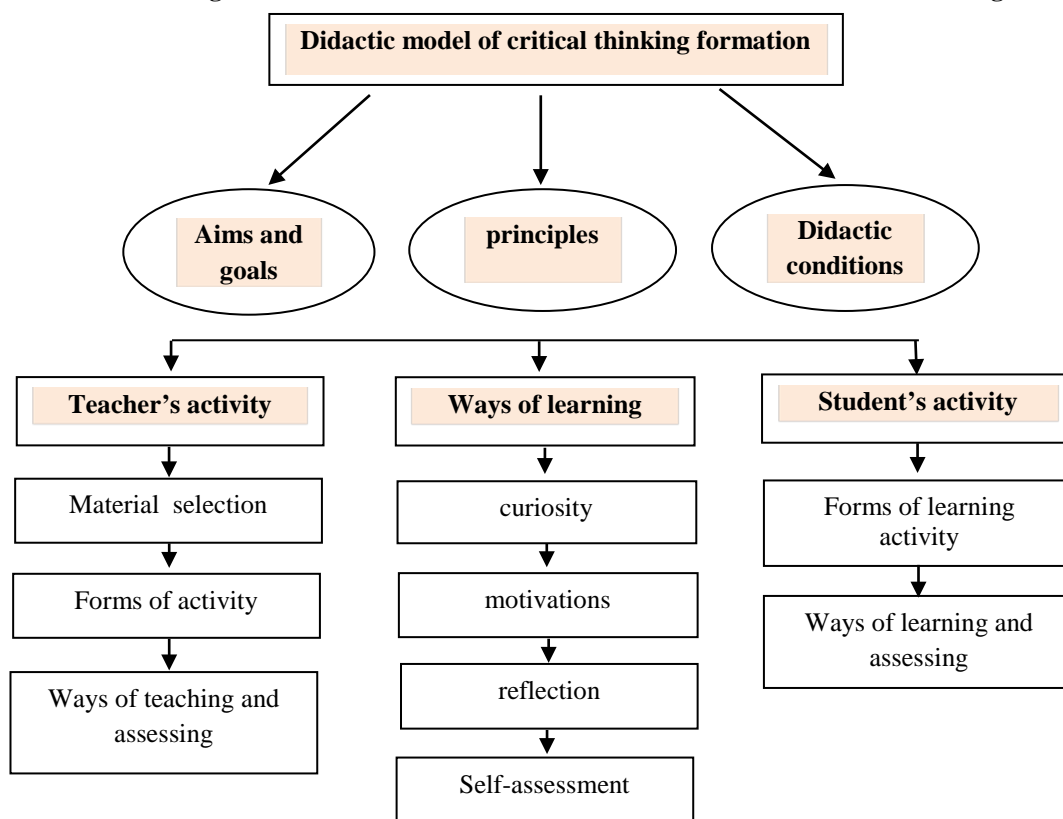 Didactic model of critical thinking formation
Aims and
goals
principles
Didactic
conditions
Teacher’s activity
Ways of learning
Student’s activity
Material selection
curiosity
Forms of learning
activity
Forms of activity
motivations
Ways of learning and
assessing
Ways of teaching and
assessing
reflection
Self-assessment